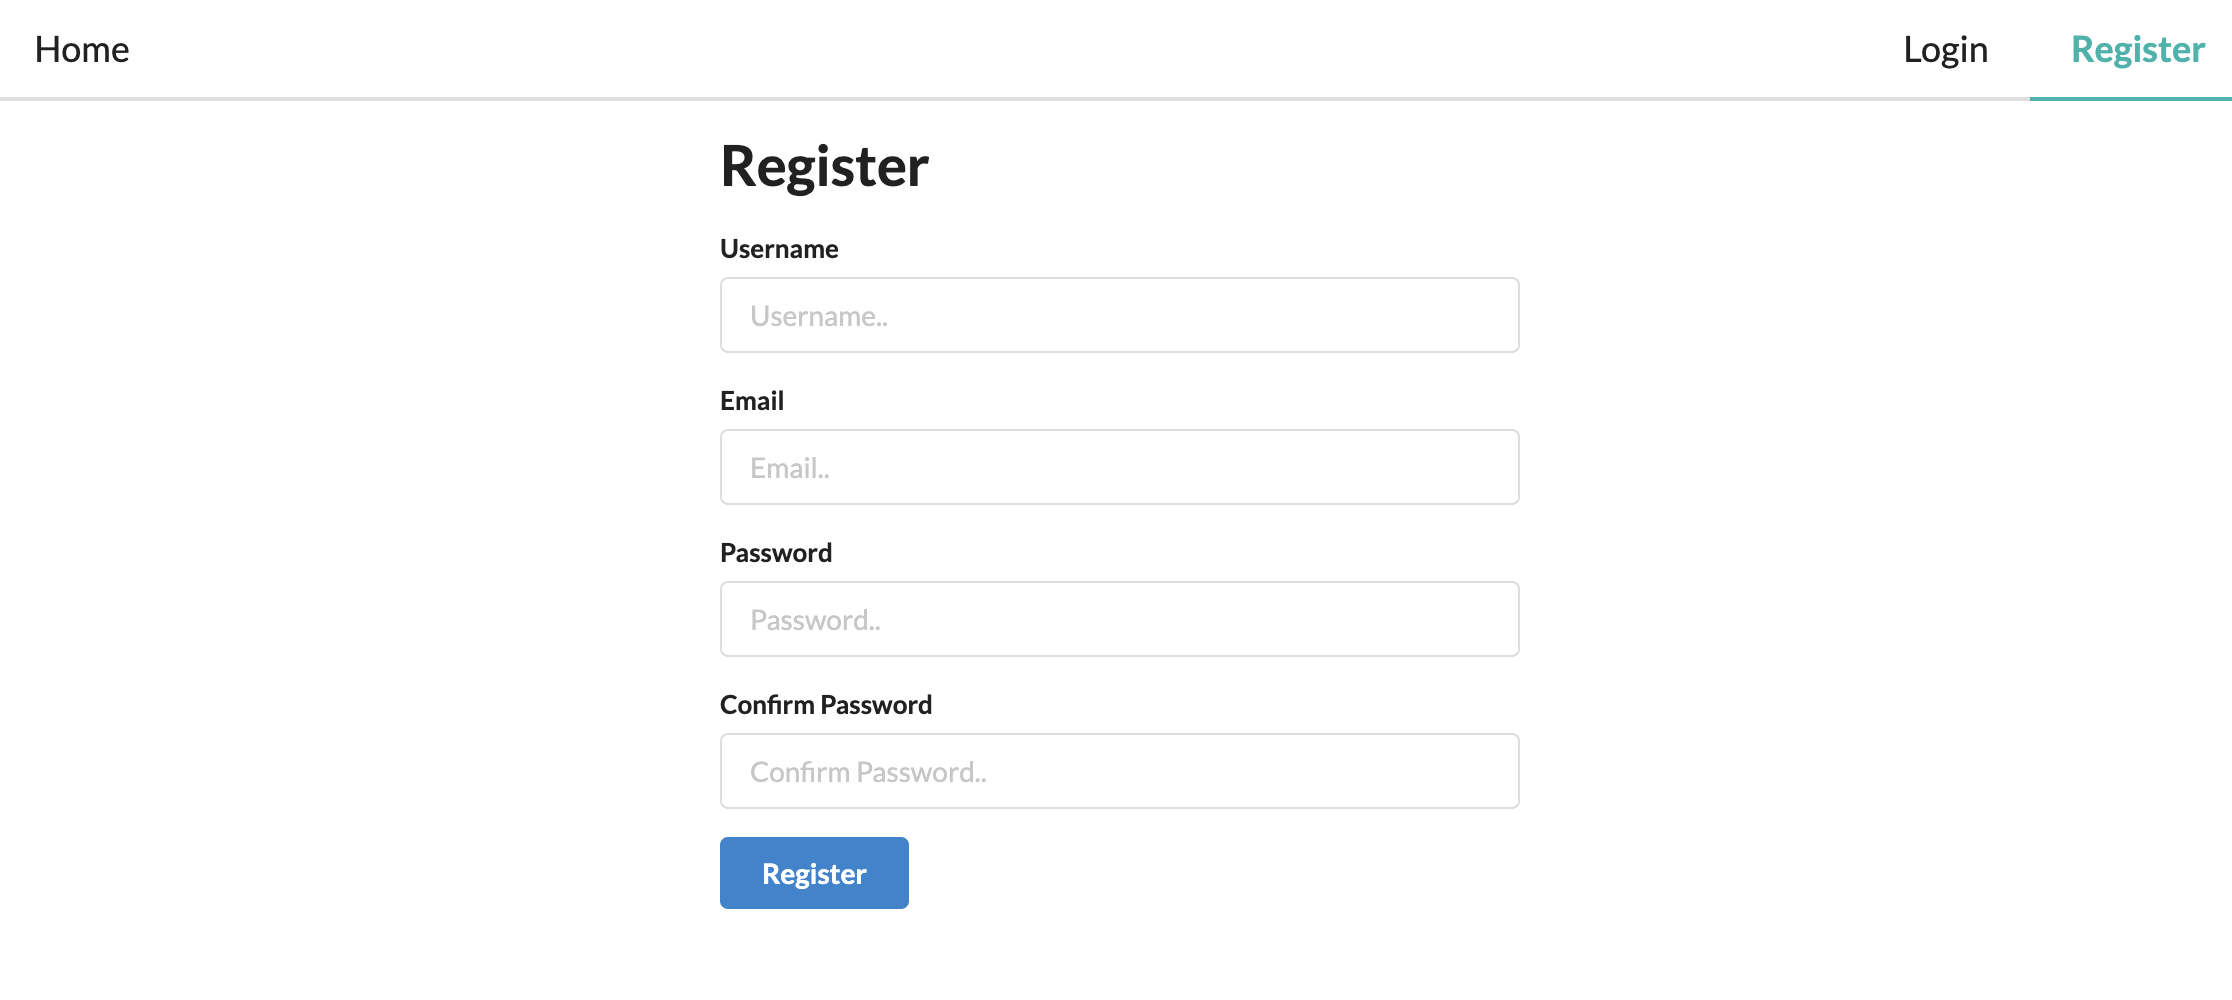 Home Login Register
Register
Username
Username..
Email
Email..
Password
Password..
Confirm Password
Confirm Password..
Register